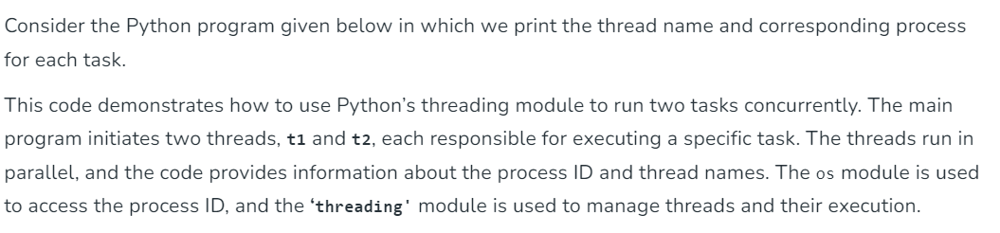 Consider the Python program given below in which we print the thread name and corresponding process
for each task.
This code demonstrates how to use Python’s threading module to run two tasks concurrently. The main
program initiates two threads, t1 and t2, each responsible for executing a specific task. The threads run in
parallel, and the code provides information about the process ID and thread names. The os module is used
to access the process ID, and the ‘threading' module is used to manage threads and their execution.